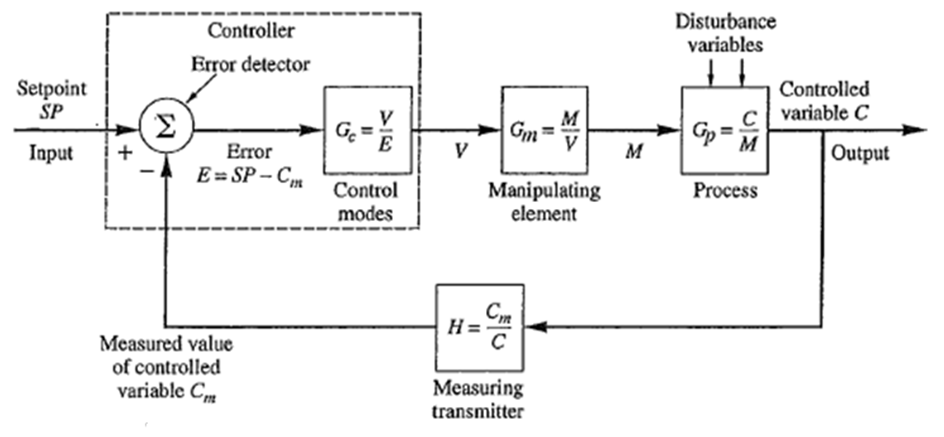 Controller
Error detector
Disturbance
variables
Setpoint
SP
Input
+
−
Σ
Error
E = SP − Cₘ
G_c = V/E
Control
modes
V
Gₘ = M/V
Manipulating
element
M
Gₚ = C/M
Process
Controlled
variable C
Output
H = Cₘ/C
Measuring
transmitter
Measured value
of controlled
variable Cₘ